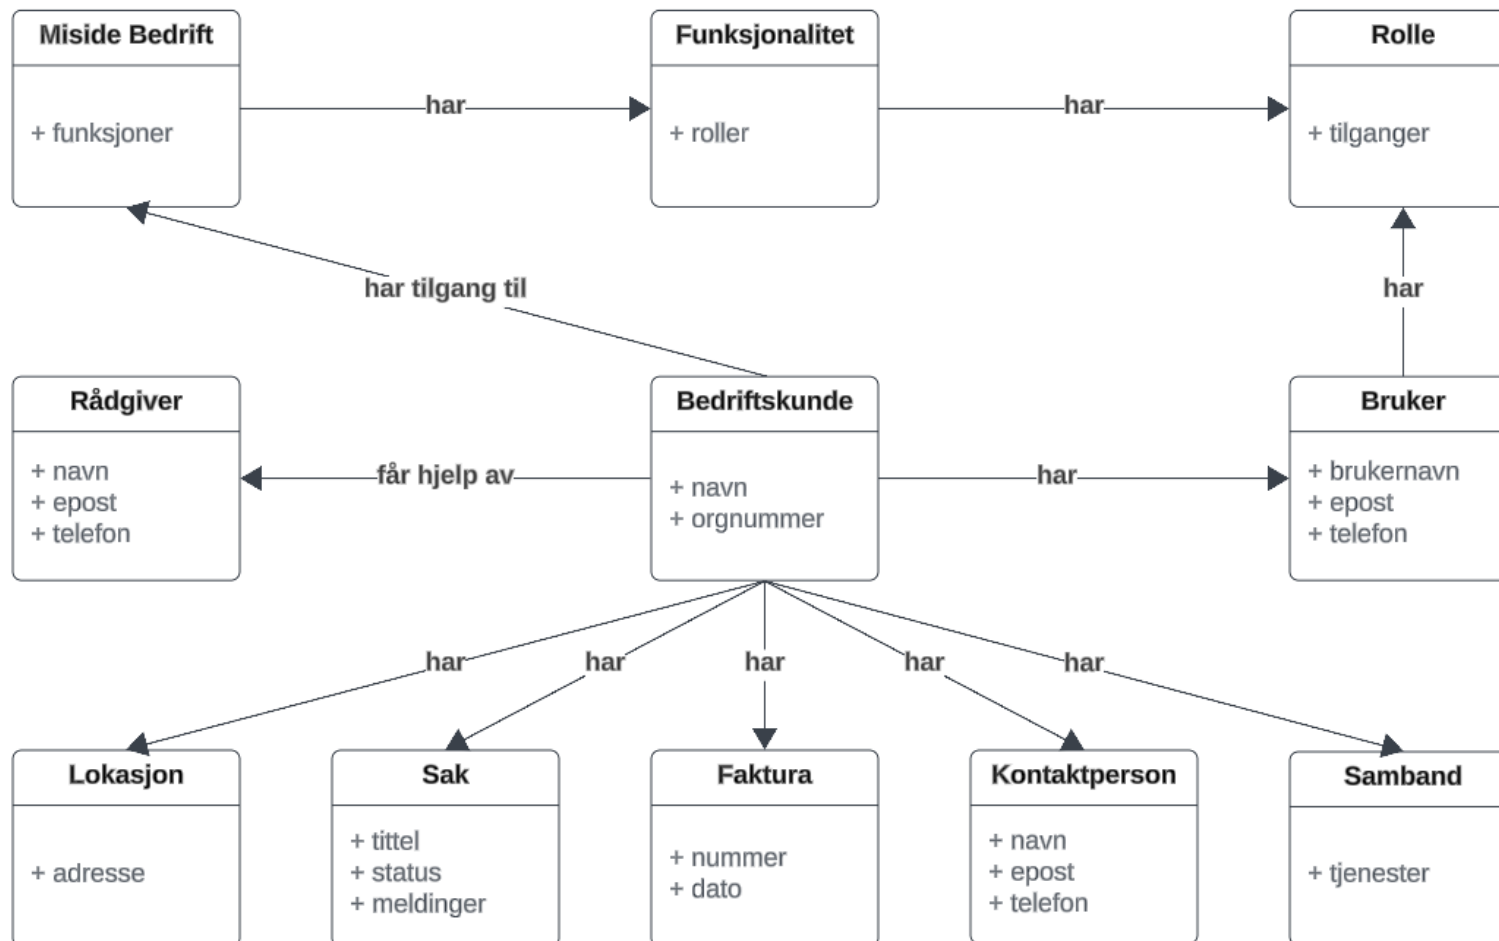 Miside Bedrift
+ funksjoner
har
Funksjonalitet
+ roller
har
Rolle
+ tilganger
har tilgang til
har
Rådgiver
+ navn
+ epost
+ telefon
får hjelp av
Bedriftskunde
+ navn
+ orgnummer
har
Bruker
+ brukernavn
+ epost
+ telefon
har
har
har
har
har
Lokasjon
+ adresse
Sak
+ tittel
+ status
+ meldinger
Faktura
+ nummer
+ dato
Kontaktperson
+ navn
+ epost
+ telefon
Samband
+ tjenester